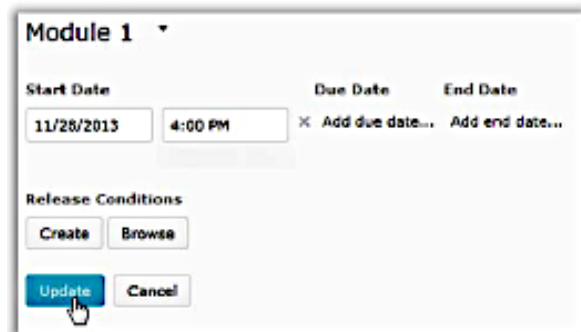 Module 1
Start Date Due Date End Date
11/28/2013 4:00 PM × Add due date... Add end date...
Release Conditions
Create Browse
Update Cancel